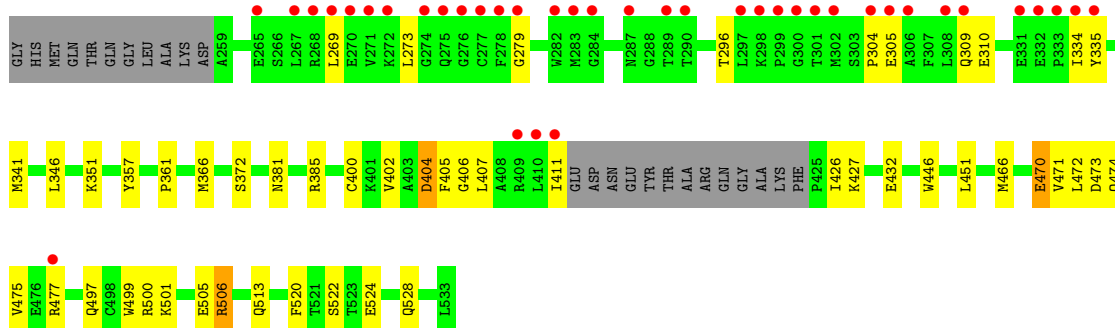 GLY HIS MET GLN THR GLN GLY LEU ALA LYS ASP A259 E265 S266 L267 R268 L269 E270 V271 K272 L273 G274 Q275 G276 C277 F278 G279 W282 M283 G284 N287 G288 T289 T290 T296 L297 K298 P299 G300 T301 M302 S303 P304 E305 A306 F307 L308 Q309 E310 E331 E332 P333 I334 Y335
M341 L346 K351 Y357 P361 M366 S372 N381 R385 C400 K401 V402 A403 D404 F405 G406 L407 A408 R409 L410 I411 GLU ASP ASN GLU TYR THR ALA ARG GLN GLY ALA LYS PHE P425 I426 K427 E432 W446 L451 M466 E470 V471 L472 D473
V475 E476 R477 Q497 C498 W499 R500 K501 E505 R506 Q513 F520 T521 S522 T523 E524 Q528 L533